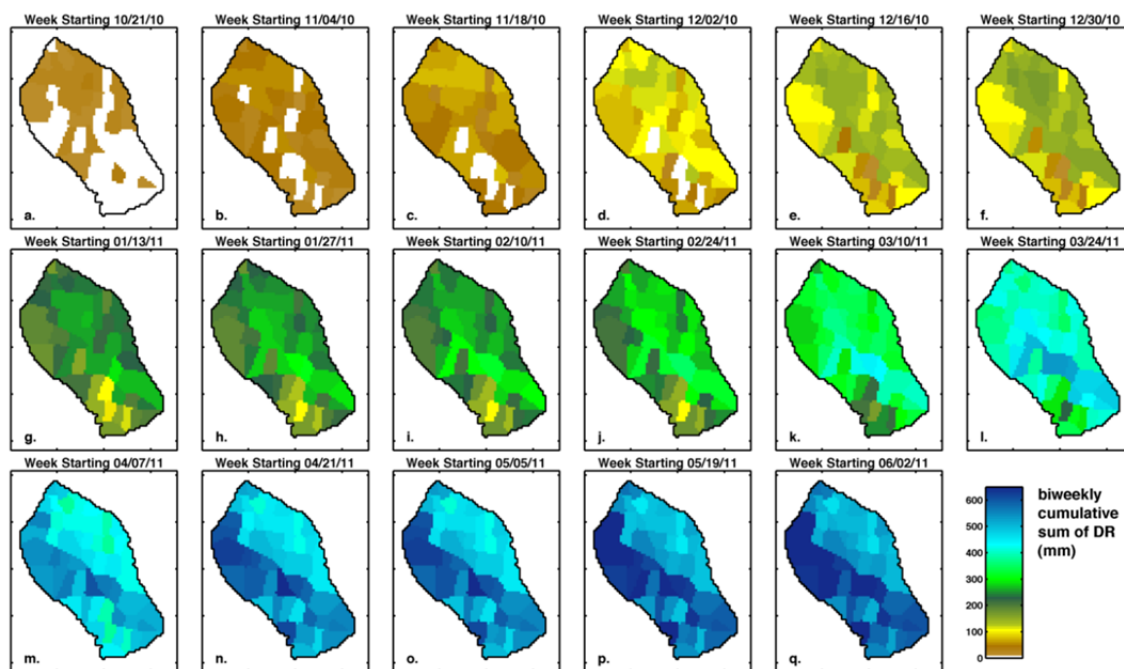 Week Starting 10/21/10
Week Starting 11/04/10
Week Starting 11/18/10
Week Starting 12/02/10
Week Starting 12/16/10
Week Starting 12/30/10
a.
b.
c.
d.
e.
f.
Week Starting 01/13/11
Week Starting 01/27/11
Week Starting 02/10/11
Week Starting 02/24/11
Week Starting 03/10/11
Week Starting 03/24/11
g.
h.
i.
j.
k.
l.
Week Starting 04/07/11
Week Starting 04/21/11
Week Starting 05/05/11
Week Starting 05/19/11
Week Starting 06/02/11
m.
n.
o.
p.
q.
600
500
400
300
200
100
0
biweekly
cumulative
sum of DR
(mm)